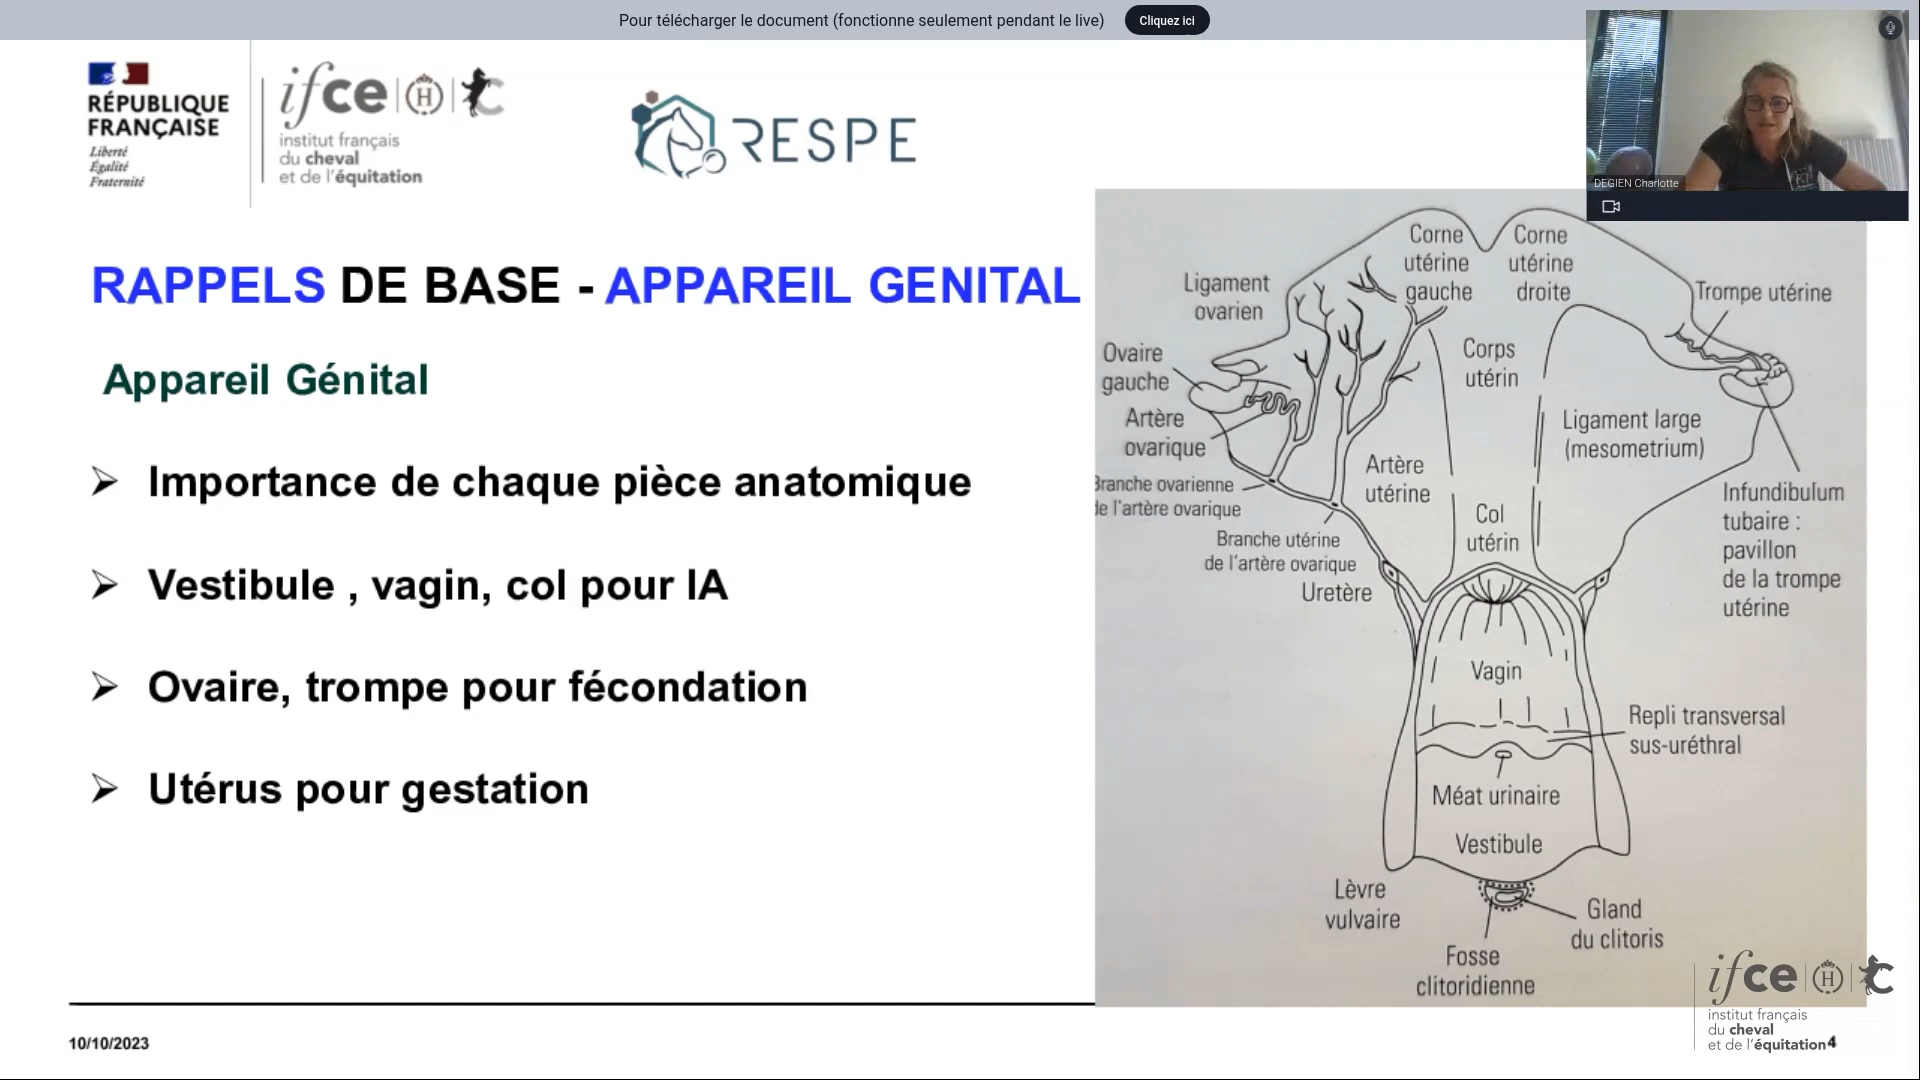 Pour télécharger le document (fonctionne seulement pendant le live)
Cliquez ici
RÉPUBLIQUE
FRANÇAISE
Liberté
Égalité
Fraternité
ifce
institut français
du cheval
et de l'équitation
RESPE
DEGIEN Charlotte
RAPPELS DE BASE - APPAREIL GENITAL
Appareil Génital
Importance de chaque pièce anatomique
Vestibule , vagin, col pour IA
Ovaire, trompe pour fécondation
Utérus pour gestation
Corne
utérine
gauche
Corne
utérine
droite
Ligament
ovarien
Trompe utérine
Ovaire
gauche
Corps
utérin
Artère
ovarique
Ligament large
(mesometrium)
Artère
utérine
Branche ovarienne
de l'artère ovarique
Infundibulum
tubaire :
pavillon
de la trompe
utérine
Col
utérin
Branche utérine
de l'artère ovarique
Uretère
Vagin
Repli transversal
sus-uréthral
Méat urinaire
Vestibule
Lèvre
vulvaire
Gland
du clitoris
Fosse
clitoridienne
ifce
institut français
du cheval
et de l'équitation
10/10/2023
4